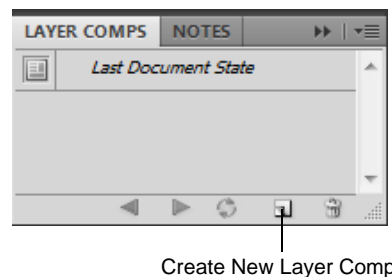 LAYER COMPS NOTES
Last Document State
Create New Layer Comp